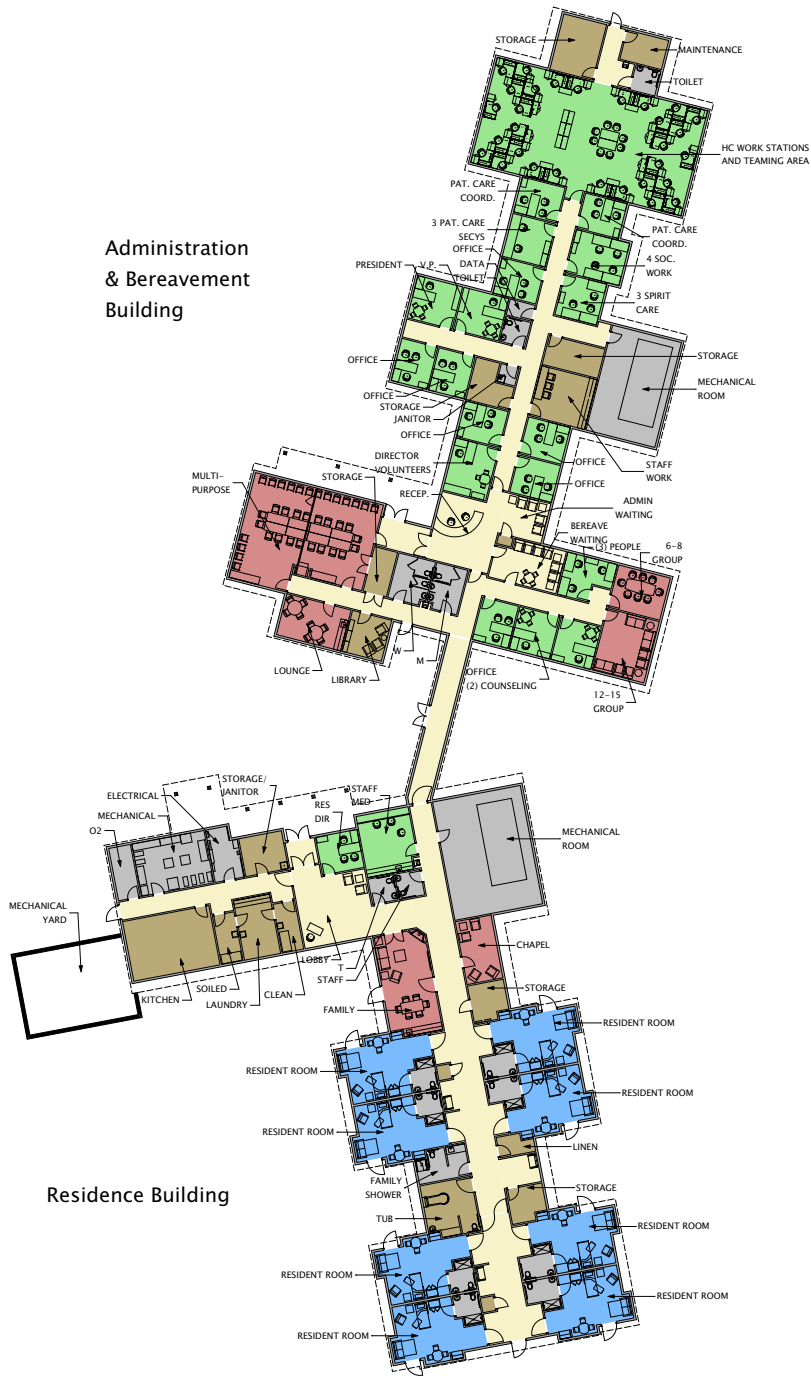 STORAGE
MAINTENANCE
TOILET
HC WORK STATIONS
AND TEAMING AREA
PAT. CARE
COORD.
3 PAT. CARE
SECYS
OFFICE
DATA
TOILET
PAT. CARE
COORD.
4 SOC.
WORK
3 SPIRIT
CARE
Administration
& Bereavement
Building
PRESIDENT
V.P.
OFFICE
OFFICE
STORAGE
JANITOR
OFFICE
STORAGE
MECHANICAL
ROOM
DIRECTOR
VOLUNTEERS
OFFICE
STAFF
WORK
OFFICE
MULTI-
PURPOSE
STORAGE
RECEP.
ADMIN
WAITING
BEREAVE
WAITING
(3) PEOPLE
6-8
GROUP
LOUNGE
LIBRARY
W
M
OFFICE
(2) COUNSELING
12-15
GROUP
STORAGE/
JANITOR
ELECTRICAL
MECHANICAL
O2
RES
DIR
STAFF
MED
MECHANICAL
ROOM
MECHANICAL
YARD
KITCHEN
SOILED
LAUNDRY
CLEAN
LOBBY
T
STAFF
FAMILY
CHAPEL
STORAGE
RESIDENT ROOM
RESIDENT ROOM
RESIDENT ROOM
RESIDENT ROOM
LINEN
FAMILY
SHOWER
STORAGE
TUB
Residence Building
RESIDENT ROOM
RESIDENT ROOM
RESIDENT ROOM
RESIDENT ROOM